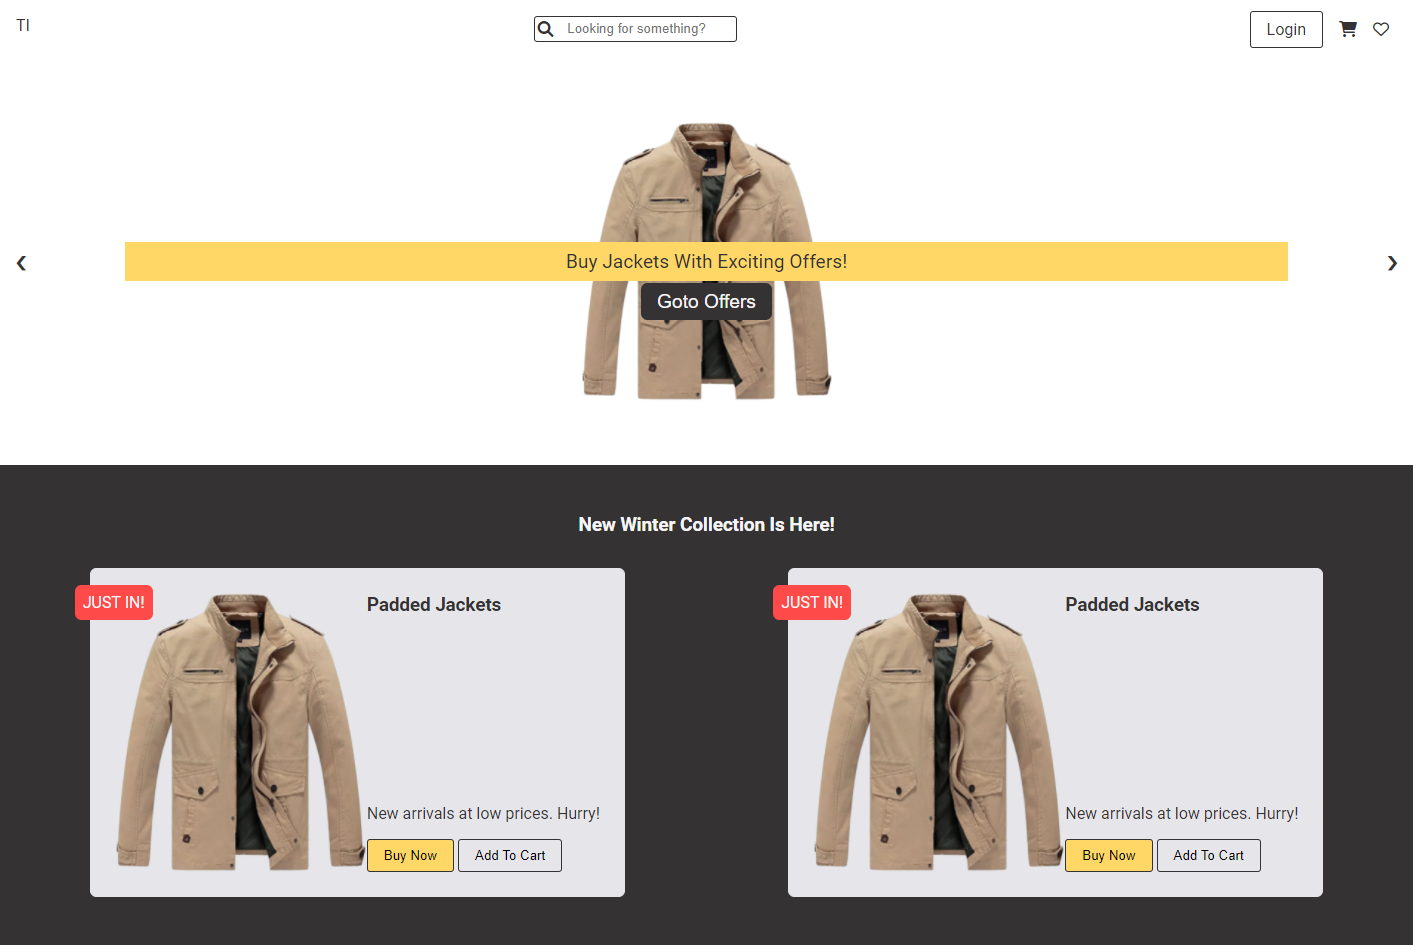 TI
Looking for something?
Login
Buy Jackets With Exciting Offers!
Goto Offers
New Winter Collection Is Here!
JUST IN!
Padded Jackets
New arrivals at low prices. Hurry!
Buy Now
Add To Cart
JUST IN!
Padded Jackets
New arrivals at low prices. Hurry!
Buy Now
Add To Cart